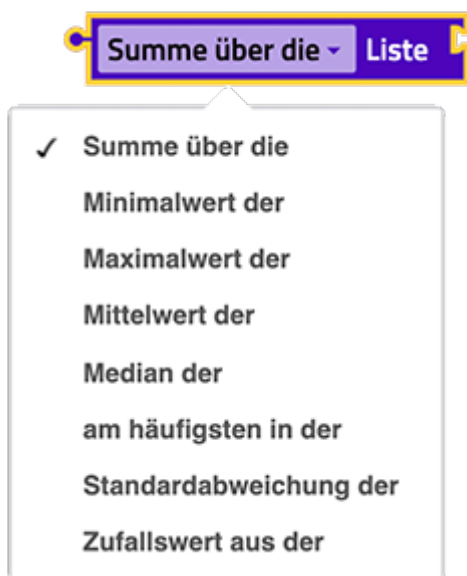 Summe über die Liste
Summe über die
Minimalwert der
Maximalwert der
Mittelwert der
Median der
am häufigsten in der
Standardabweichung der
Zufallswert aus der